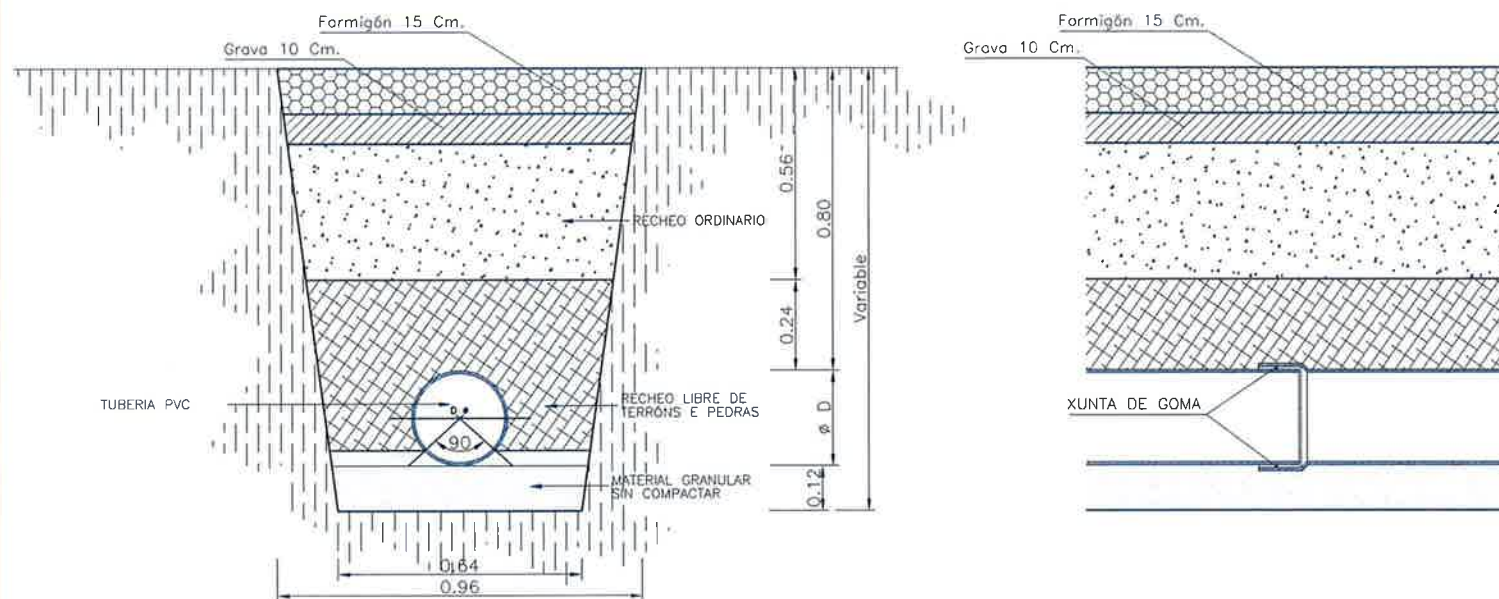 Formigón 15 Cm.
Grava 10 Cm.
0.56
0.80
RECHEO ORDINARIO
Variable
0.24
TUBERIA PVC
D.ø
RECHEO LIBRE DE
TERRÓNS E PEDRAS
90
ø D
MATERIAL GRANULAR
SIN COMPACTAR
0.12
0.64
0.96
Formigón 15 Cm.
Grava 10 Cm.
XUNTA DE GOMA